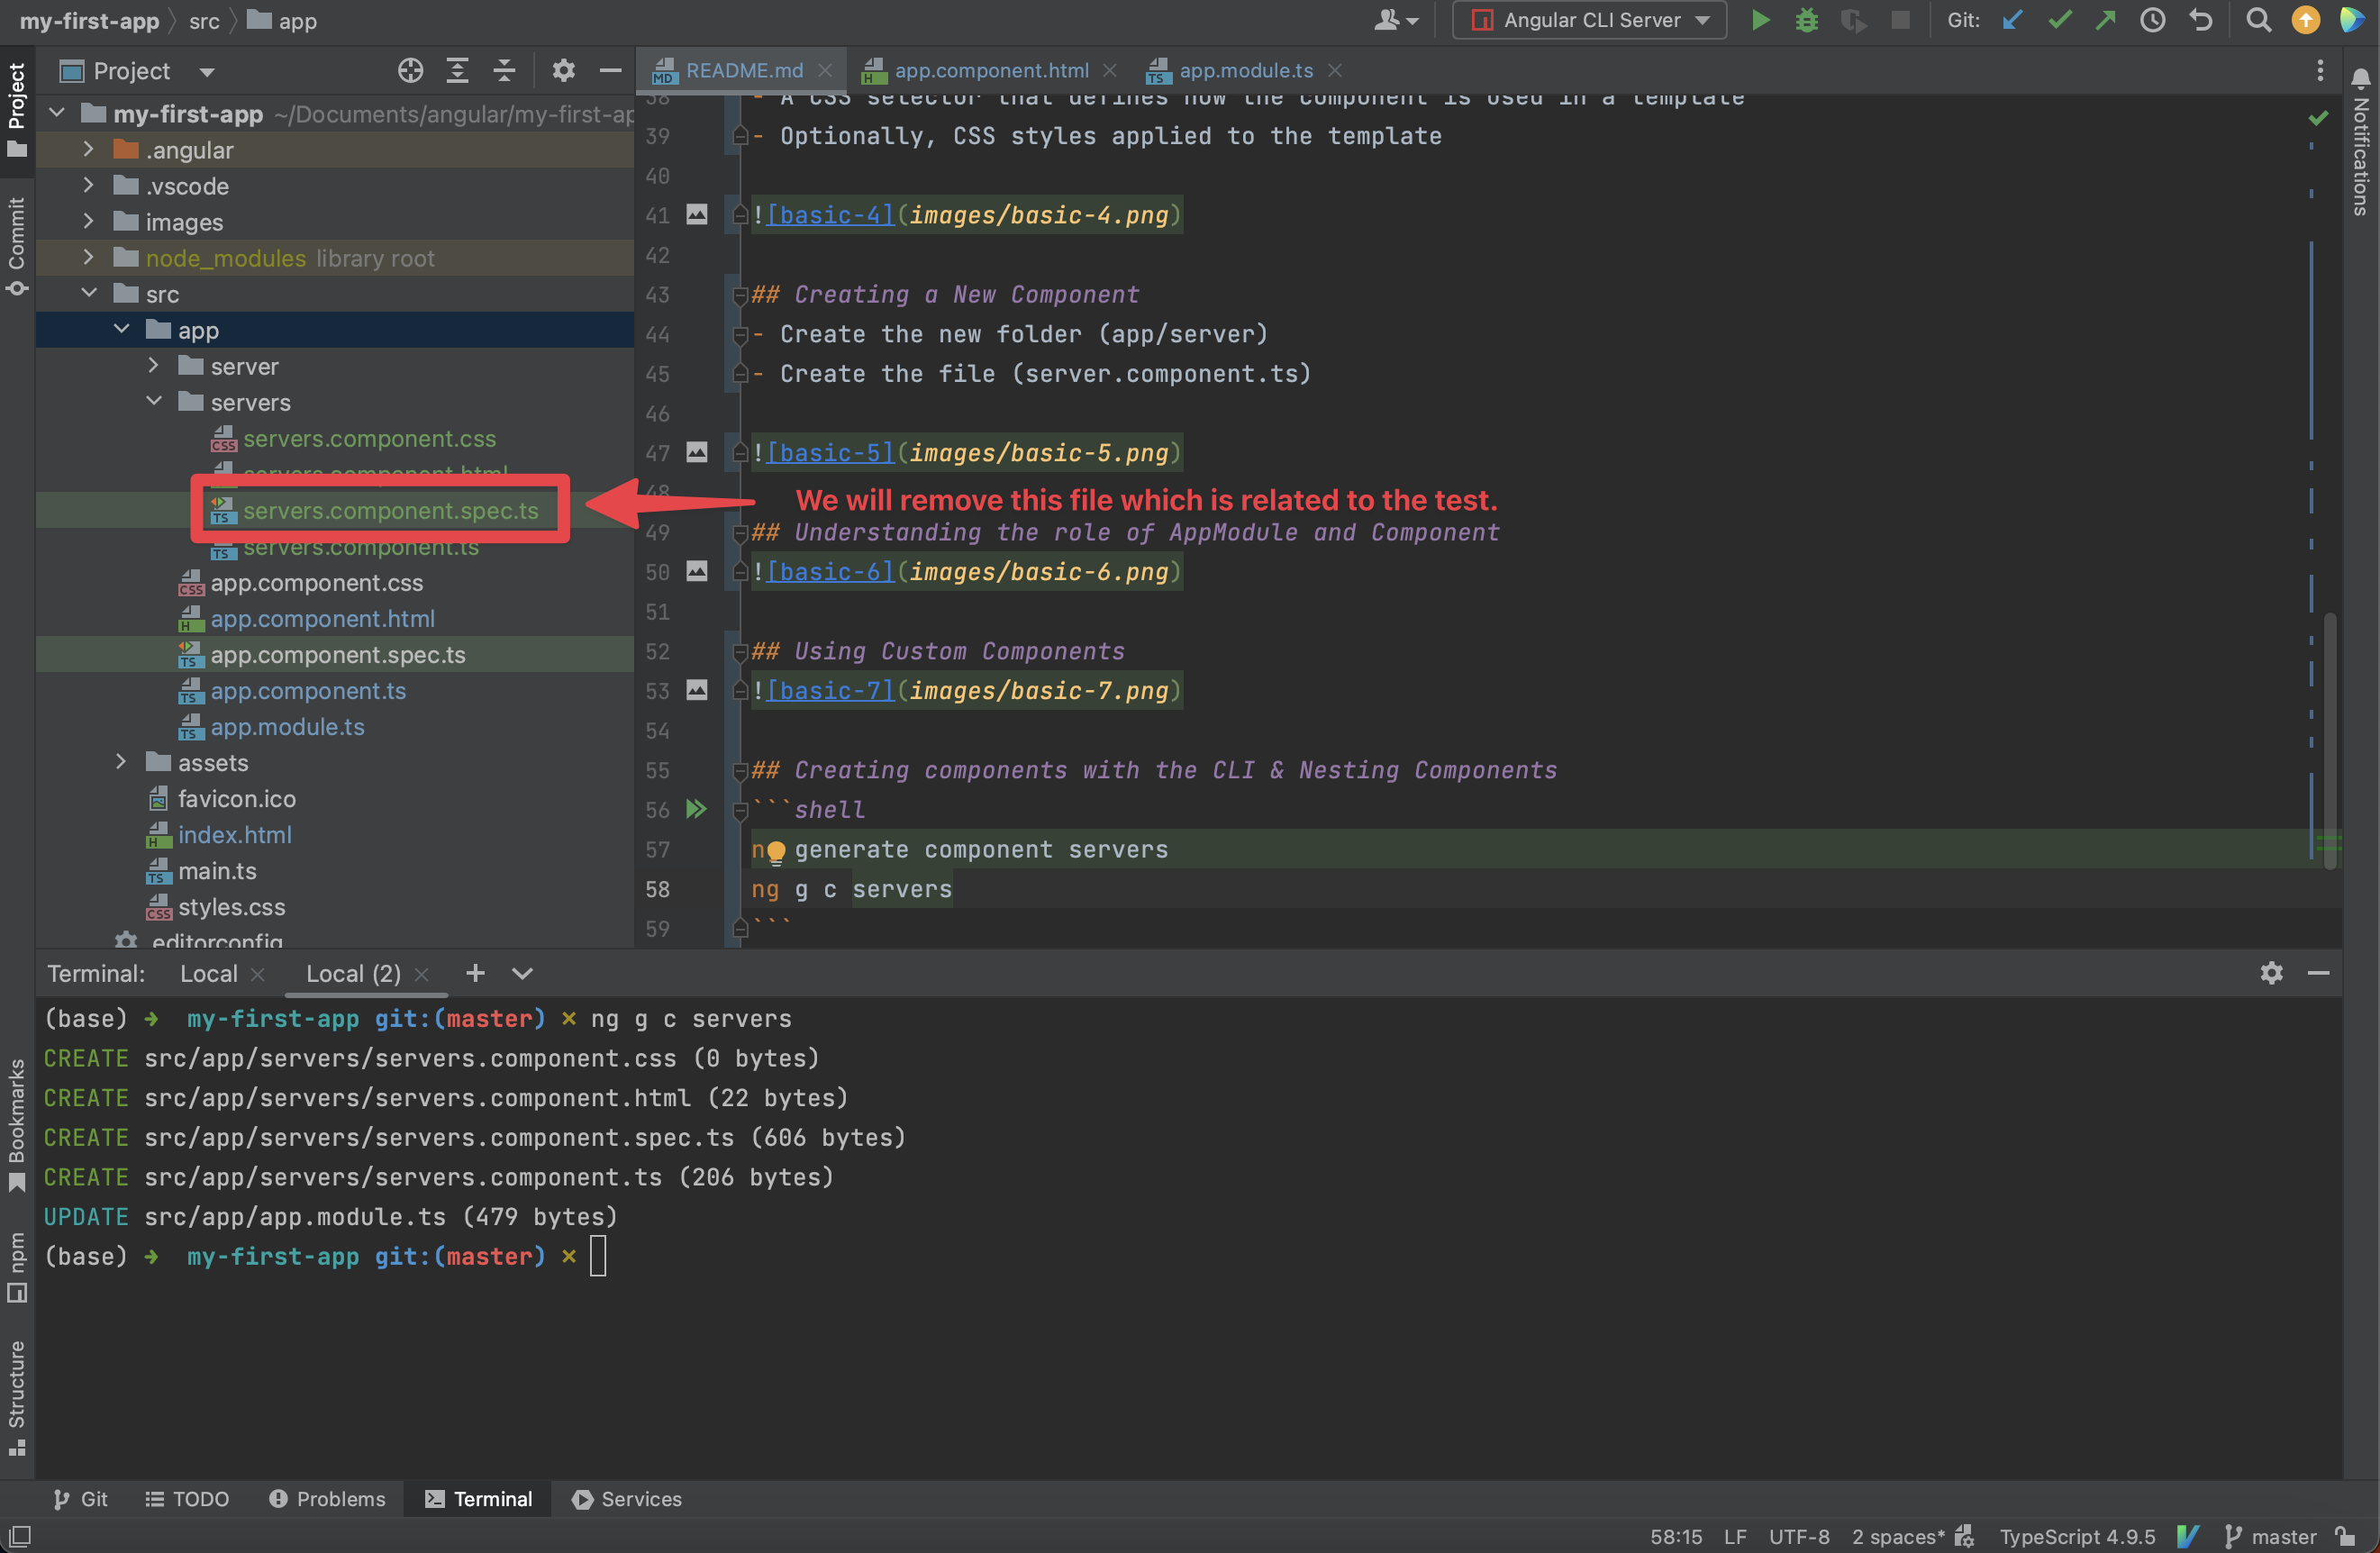 my-first-app src app
Angular CLI Server
Git:
Project
README.md
app.component.html
app.module.ts
Project
Commit
Bookmarks
npm
Structure
Notifications
my-first-app ~/Documents/angular/my-first-ap
.angular
.vscode
images
node_modules library root
src
app
server
servers
servers.component.css
servers.component.html
servers.component.spec.ts
servers.component.ts
app.component.css
app.component.html
app.component.spec.ts
app.component.ts
app.module.ts
assets
favicon.ico
index.html
main.ts
styles.css
.editorconfig
38 - A CSS selector that defines how the component is used in a template
39 - Optionally, CSS styles applied to the template
40
41 ![basic-4](images/basic-4.png)
42
43 ## Creating a New Component
44 - Create the new folder (app/server)
45 - Create the file (server.component.ts)
46
47 ![basic-5](images/basic-5.png)
48
We will remove this file which is related to the test.
49 ## Understanding the role of AppModule and Component
50 ![basic-6](images/basic-6.png)
51
52 ## Using Custom Components
53 ![basic-7](images/basic-7.png)
54
55 ## Creating components with the CLI & Nesting Components
56 ```shell
57 n generate component servers
58 ng g c servers
59 ```
Terminal: Local Local (2)
(base) ➜ my-first-app git:(master) ✗ ng g c servers
CREATE src/app/servers/servers.component.css (0 bytes)
CREATE src/app/servers/servers.component.html (22 bytes)
CREATE src/app/servers/servers.component.spec.ts (606 bytes)
CREATE src/app/servers/servers.component.ts (206 bytes)
UPDATE src/app/app.module.ts (479 bytes)
(base) ➜ my-first-app git:(master) ✗
Git TODO Problems Terminal Services
58:15 LF UTF-8 2 spaces* TypeScript 4.9.5 master